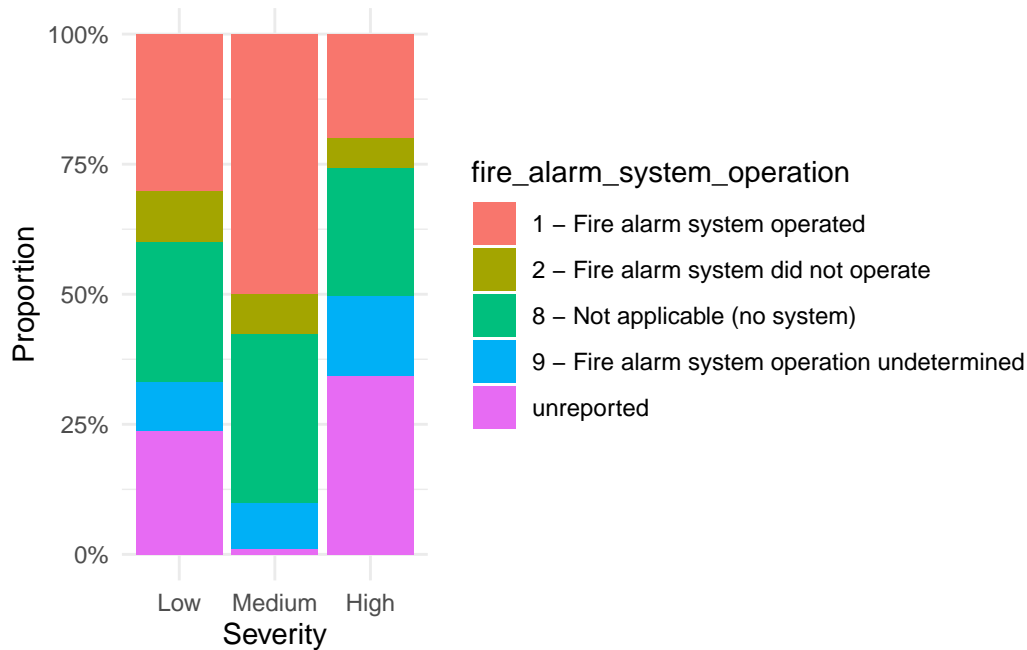 100%
75%
50%
25%
0%
Proportion
Low Medium High
Severity
fire_alarm_system_operation
1 − Fire alarm system operated
2 − Fire alarm system did not operate
8 − Not applicable (no system)
9 − Fire alarm system operation undetermined
unreported